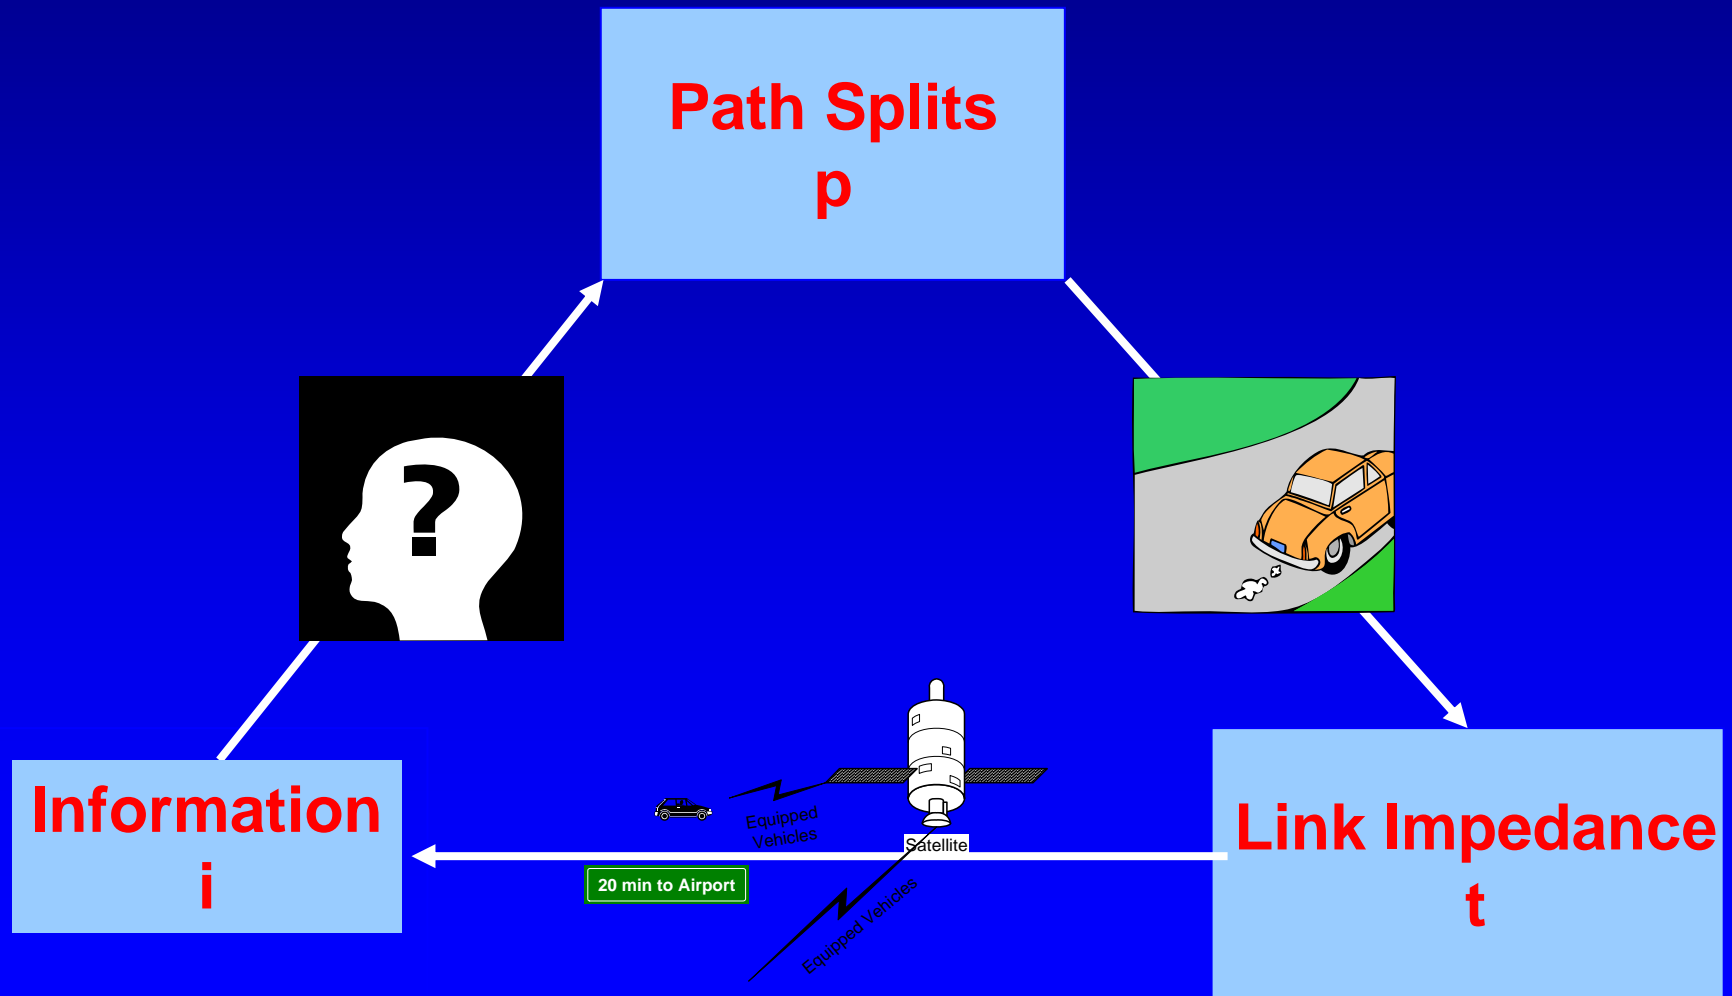 Path Splits
p
?
Information
i
Link Impedance
t
Equipped
Vehicles
Satellite
20 min to Airport
Equipped Vehicles